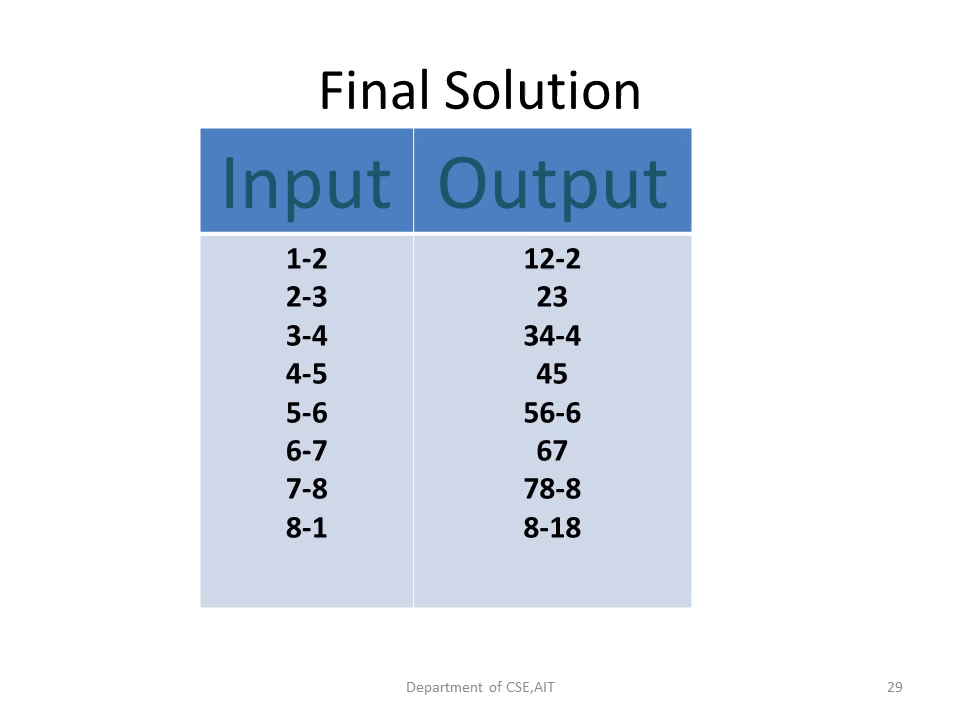 Final Solution
Input Output
1-2 12-2
2-3 23
3-4 34-4
4-5 45
5-6 56-6
6-7 67
7-8 78-8
8-1 8-18
Department of CSE,AIT 29